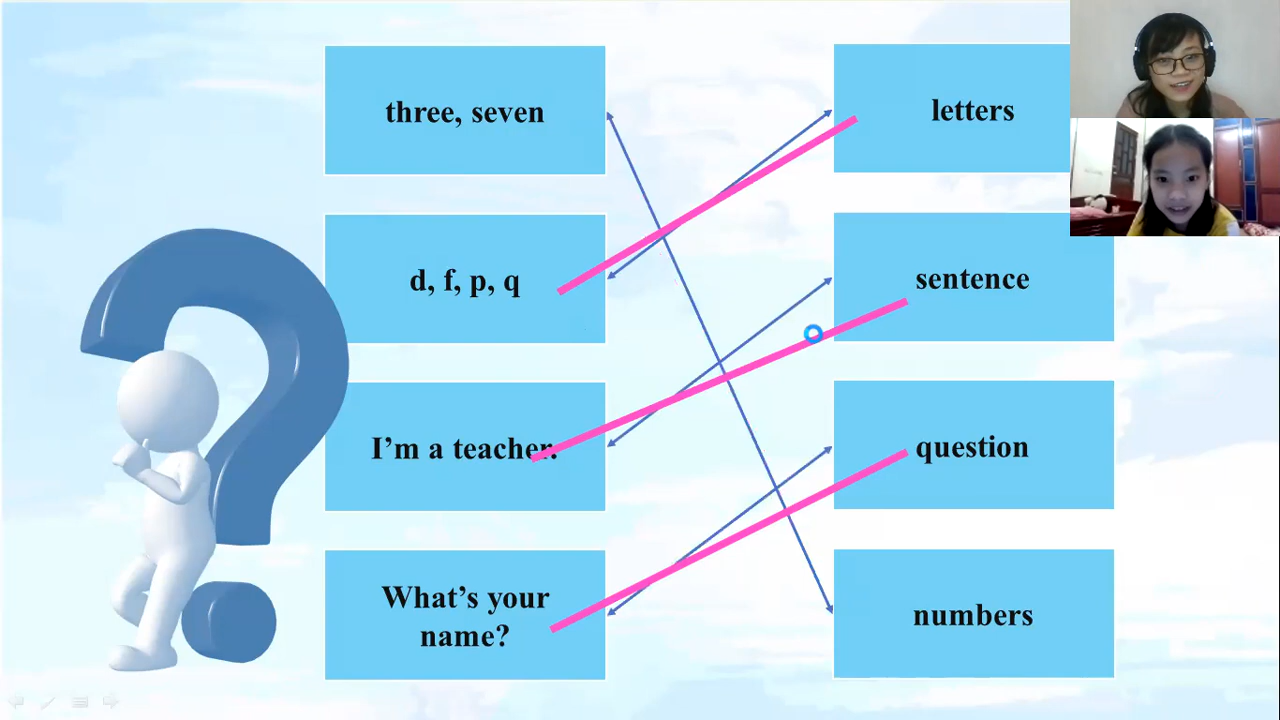 three, seven
letters
d, f, p, q
sentence
I’m a teacher.
question
What’s your
name?
numbers